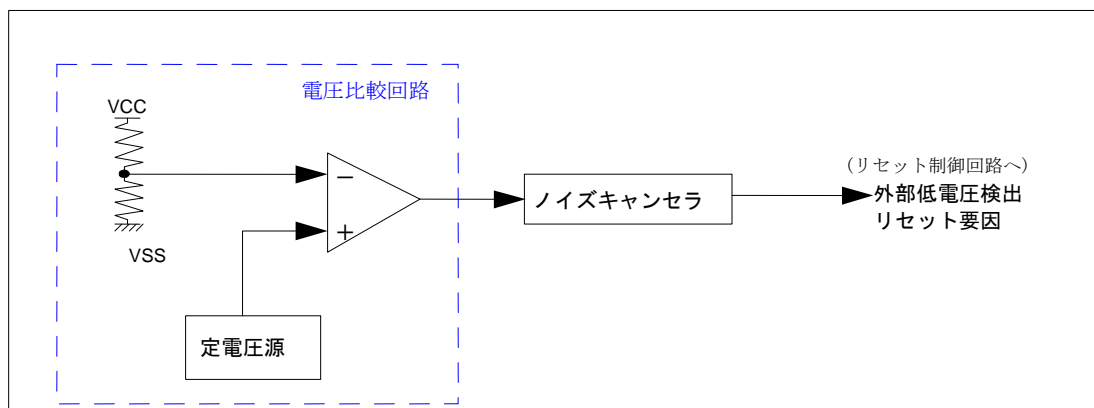 電圧比較回路
VCC
−
+
VSS
定電圧源
ノイズキャンセラ
(リセット制御回路へ)
外部低電圧検出
リセット要因